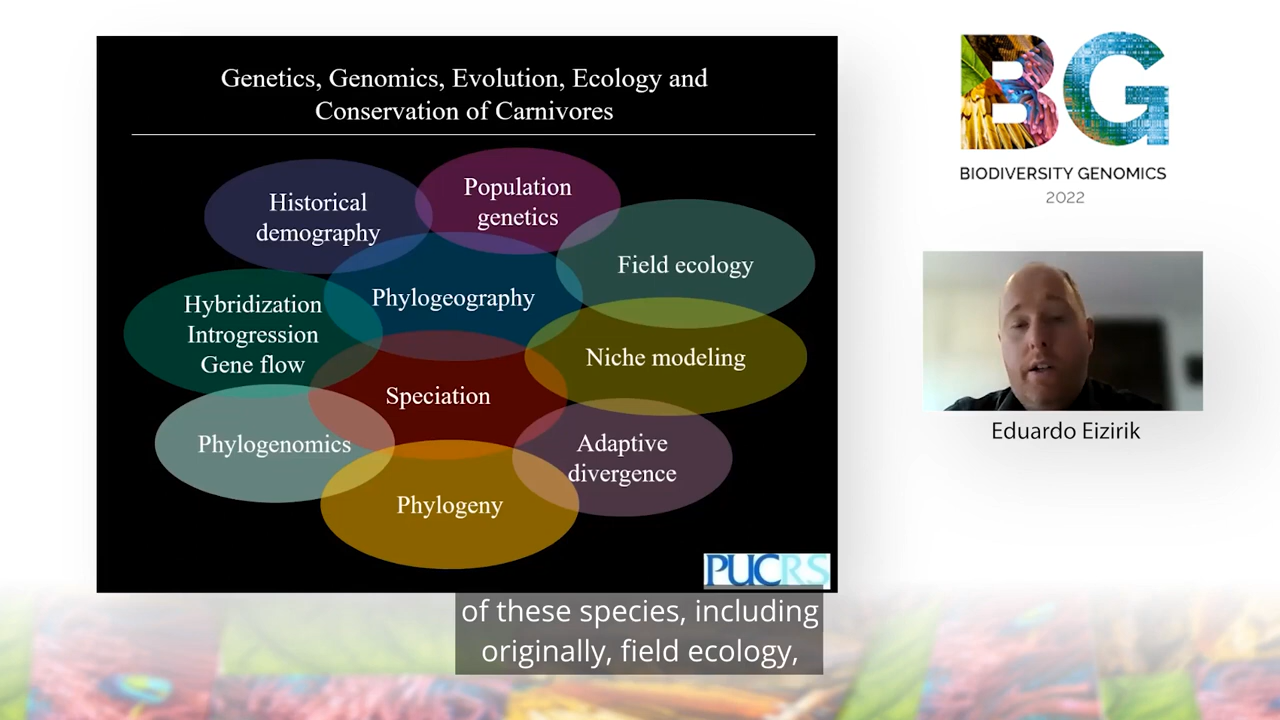 Genetics, Genomics, Evolution, Ecology and
Conservation of Carnivores
Historical
demography
Population
genetics
Field ecology
Phylogeography
Hybridization
Introgression
Gene flow
Niche modeling
Speciation
Phylogenomics
Adaptive
divergence
Phylogeny
PUCRS
of these species, including
originally, field ecology,
BG
BIODIVERSITY GENOMICS
2022
Eduardo Eizirik